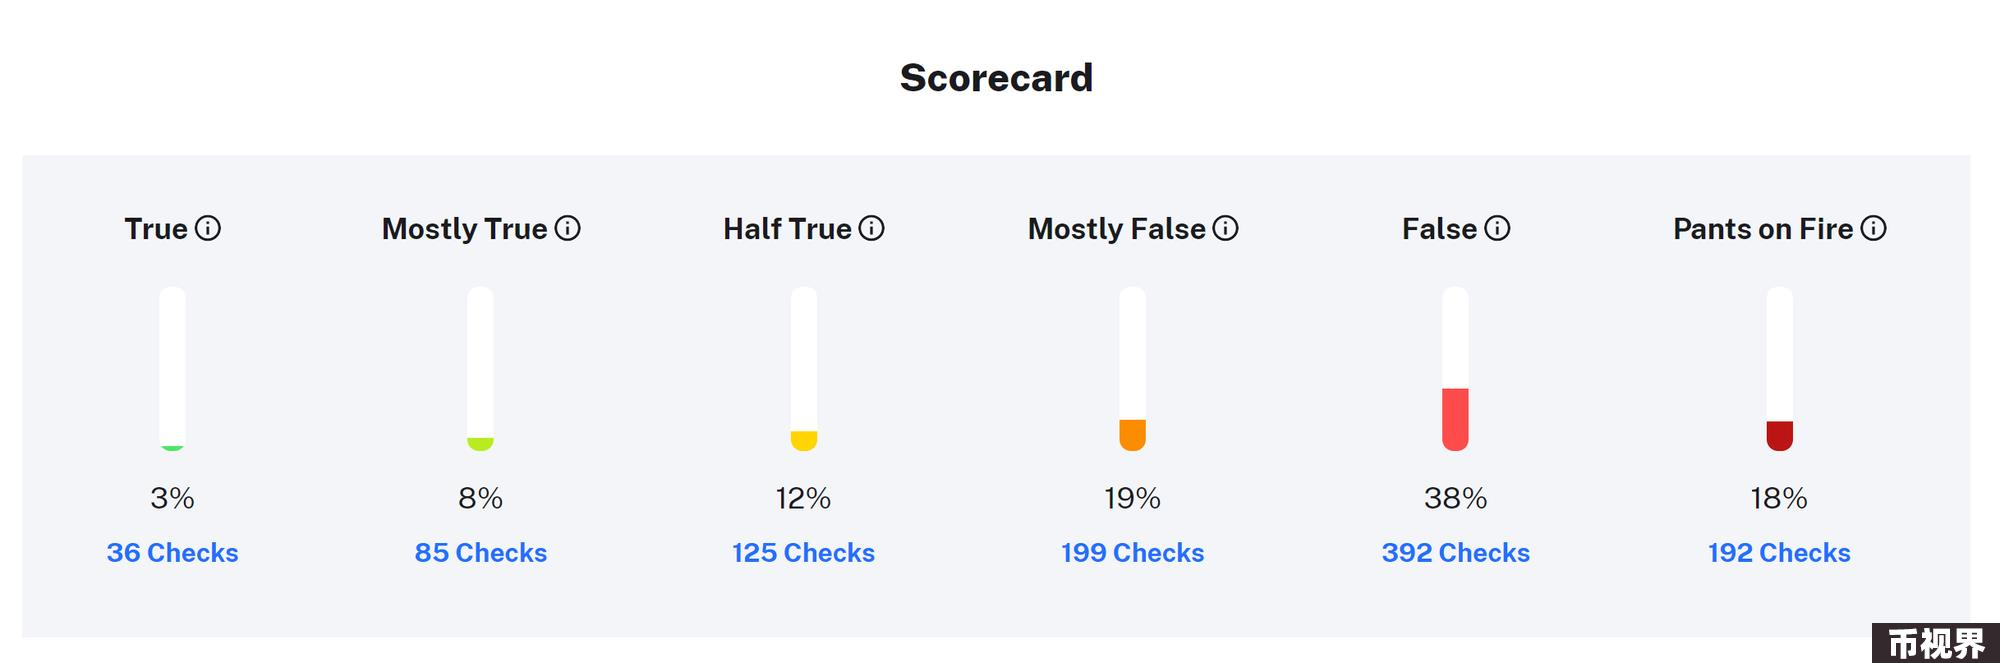 Scorecard
True Mostly True Half True Mostly False False Pants on Fire
3% 8% 12% 19% 38% 18%
36 Checks 85 Checks 125 Checks 199 Checks 392 Checks 192 Checks
币视界